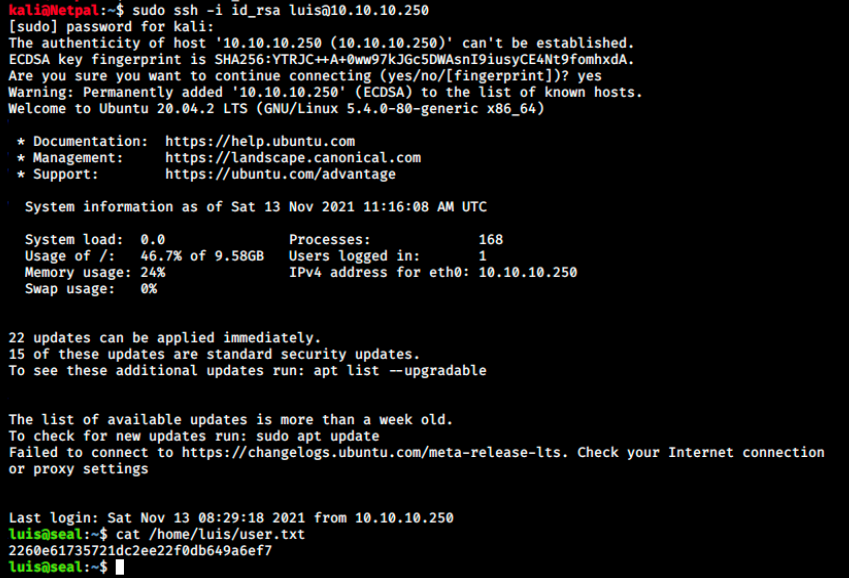 kali@Netpal:~$ sudo ssh -i id_rsa luis@10.10.10.250
[sudo] password for kali:
The authenticity of host '10.10.10.250 (10.10.10.250)' can't be established.
ECDSA key fingerprint is SHA256:YTRJC++A+0ww97kJGc5DWAsnI9iusyCE4Nt9fomhxdA.
Are you sure you want to continue connecting (yes/no/[fingerprint])? yes
Warning: Permanently added '10.10.10.250' (ECDSA) to the list of known hosts.
Welcome to Ubuntu 20.04.2 LTS (GNU/Linux 5.4.0-80-generic x86_64)
* Documentation: https://help.ubuntu.com
* Management: https://landscape.canonical.com
* Support: https://ubuntu.com/advantage
System information as of Sat 13 Nov 2021 11:16:08 AM UTC
System load: 0.0 Processes: 168
Usage of /: 46.7% of 9.58GB Users logged in: 1
Memory usage: 24% IPv4 address for eth0: 10.10.10.250
Swap usage: 0%
22 updates can be applied immediately.
15 of these updates are standard security updates.
To see these additional updates run: apt list --upgradable
The list of available updates is more than a week old.
To check for new updates run: sudo apt update
Failed to connect to https://changelogs.ubuntu.com/meta-release-lts. Check your Internet connection
or proxy settings
Last login: Sat Nov 13 08:29:18 2021 from 10.10.10.250
luis@seal:~$ cat /home/luis/user.txt
2260e61735721dc2ee22f0db649a6ef7
luis@seal:~$